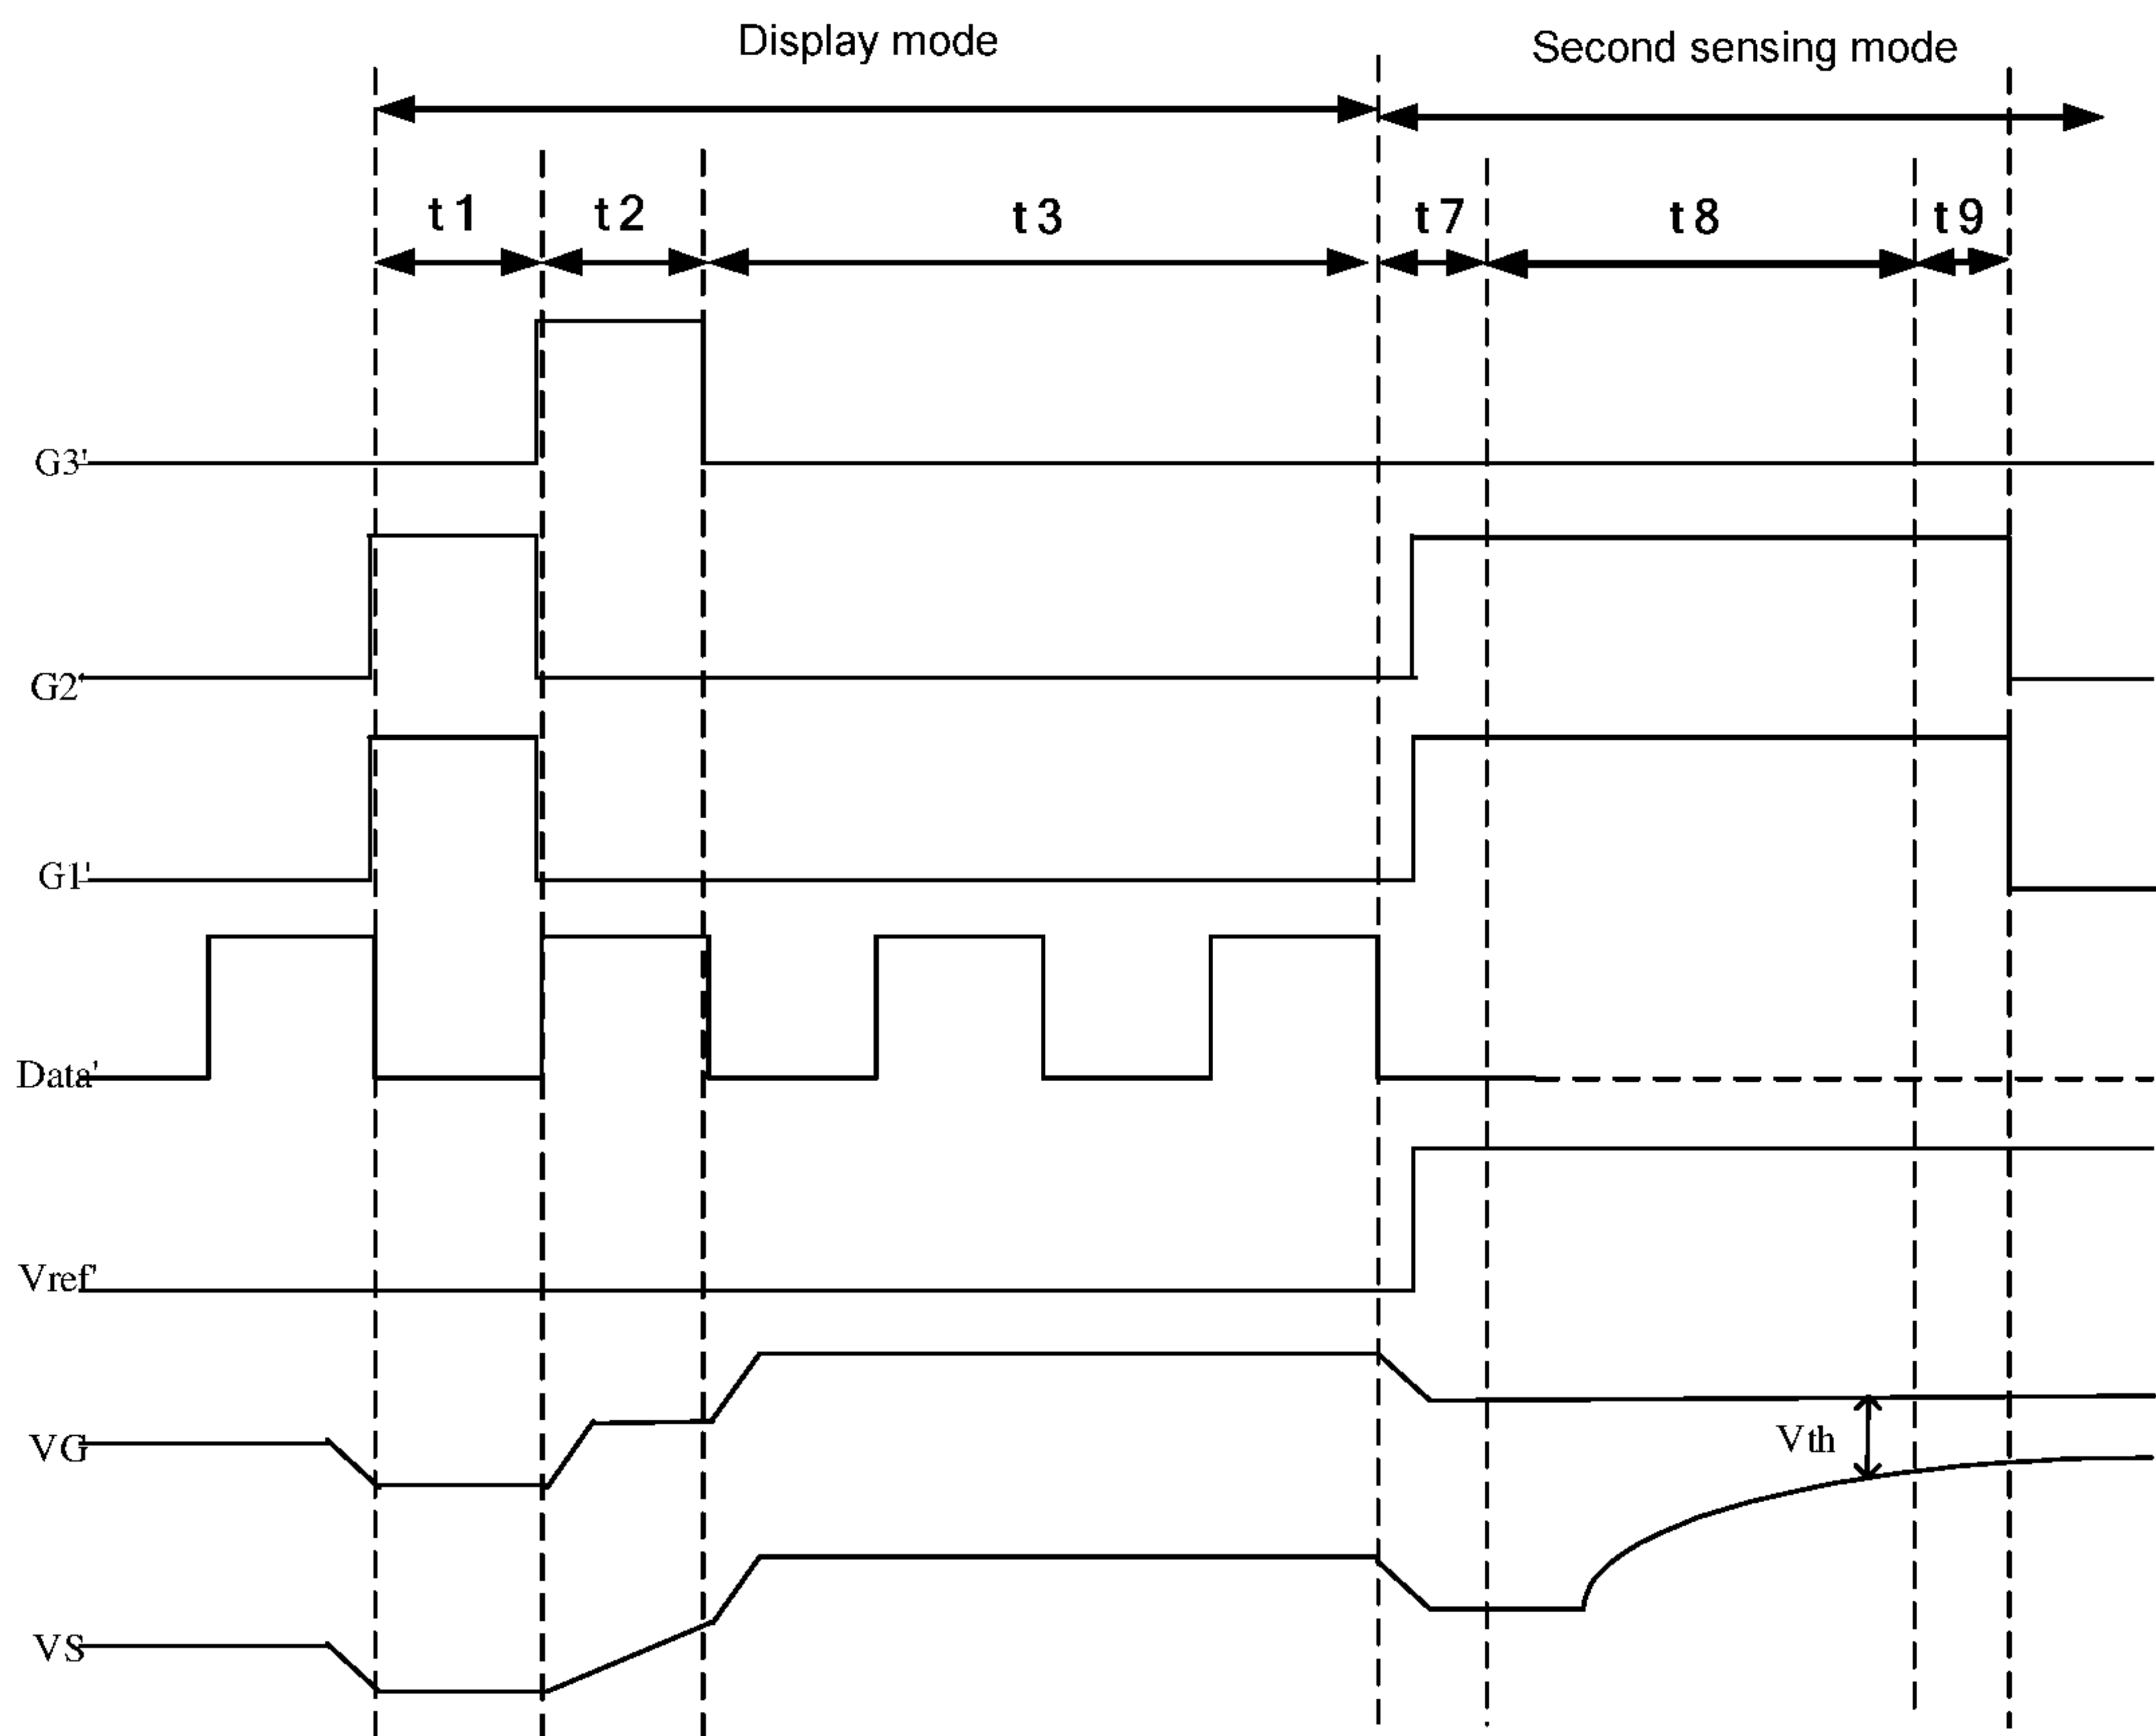 Display mode
Second sensing mode
t1
t2
t3
t7
t8
t9
G3'
G2'
G1'
Data'
Vref'
VG
Vth
VS